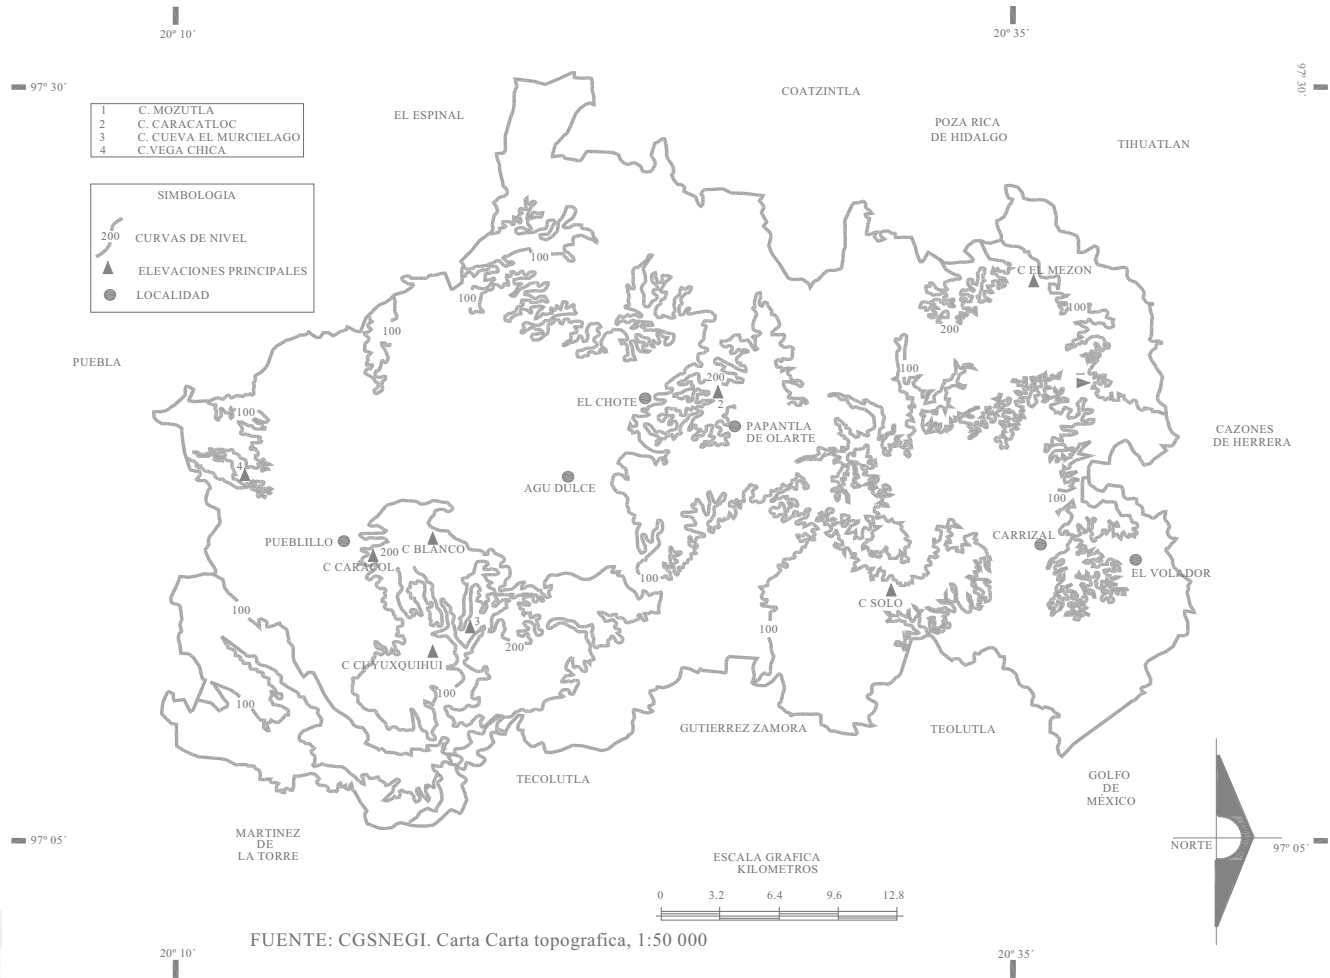 20º 10´
20º 35´
97º 30´
97º 30´
COATZINTLA
1 C. MOZUTLA
2 C. CARACATLOC
3 C. CUEVA EL MURCIELAGO
4 C.VEGA CHICA
EL ESPINAL
POZA RICA
DE HIDALGO
TIHUATLAN
SIMBOLOGIA
200 CURVAS DE NIVEL
ELEVACIONES PRINCIPALES
LOCALIDAD
100
100
100
C EL MEZON
100
200
PUEBLA
100
200
2
1
EL CHOTE
PAPANTLA
DE OLARTE
100
CAZONES
DE HERRERA
4
AGU DULCE
100
PUEBLILLO
200
C BLANCO
C CARACOL
CARRIZAL
EL VOLADOR
100
C SOLO
100
3
100
200
C CUYUXQUIHUI
100
100
GUTIERREZ ZAMORA
TEOLUTLA
TECOLUTLA
GOLFO
DE
MÉXICO
MARTINEZ
DE
LA TORRE
97º 05´
NORTE
97º 05´
ESCALA GRAFICA
KILOMETROS
0 3.2 6.4 9.6 12.8
FUENTE: CGSNEGI. Carta Carta topografica, 1:50 000
20º 10´
20º 35´